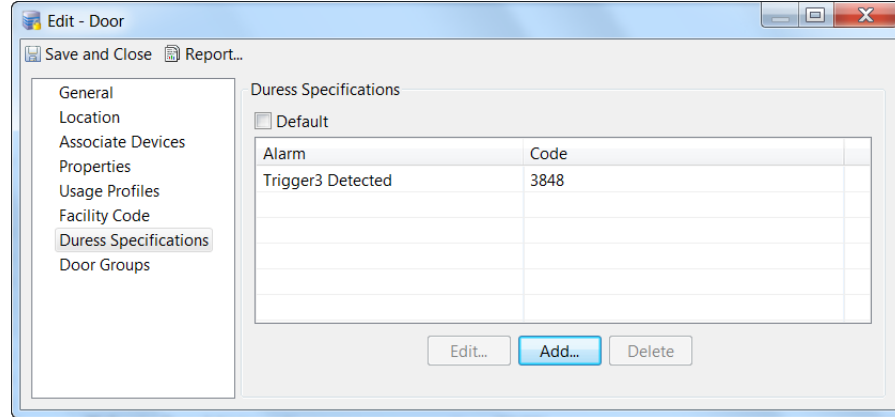 Edit - Door
Save and Close Report...
General
Location
Associate Devices
Properties
Usage Profiles
Facility Code
Duress Specifications
Door Groups
Duress Specifications
Default
Alarm Code
Trigger3 Detected 3848
Edit... Add... Delete